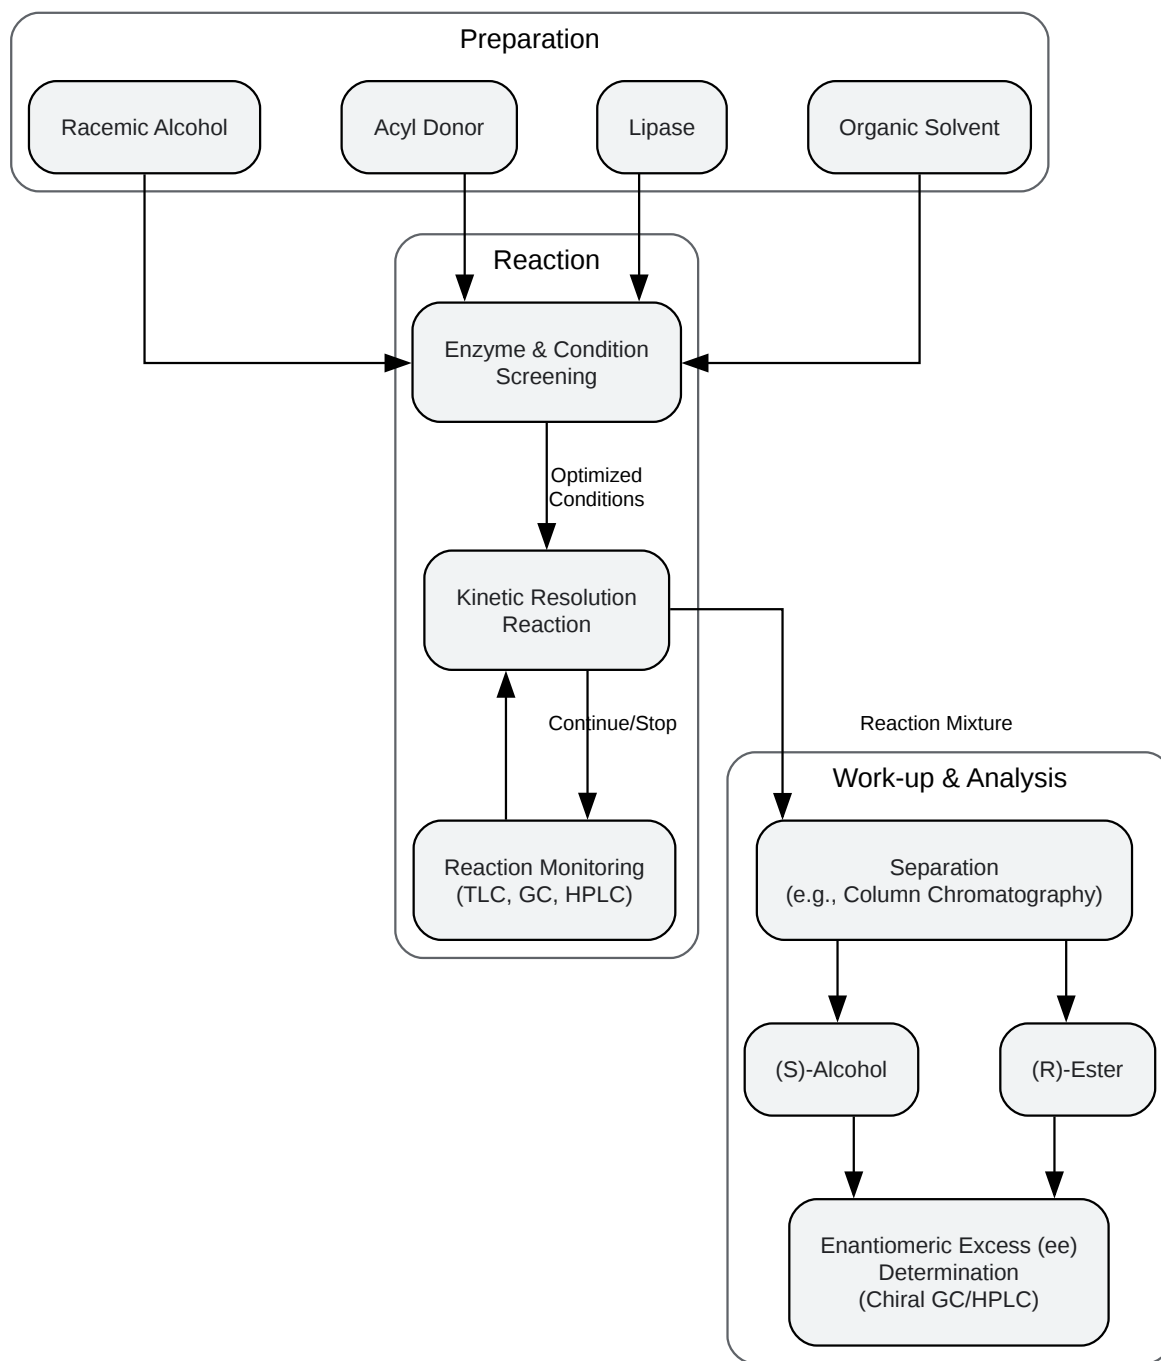 Preparation
Racemic Alcohol
Acyl Donor
Lipase
Organic Solvent
Reaction
Enzyme & Condition
Screening
Optimized
Conditions
Kinetic Resolution
Reaction
Continue/Stop
Reaction Mixture
Reaction Monitoring
(TLC, GC, HPLC)
Work-up & Analysis
Separation
(e.g., Column Chromatography)
(S)-Alcohol
(R)-Ester
Enantiomeric Excess (ee)
Determination
(Chiral GC/HPLC)